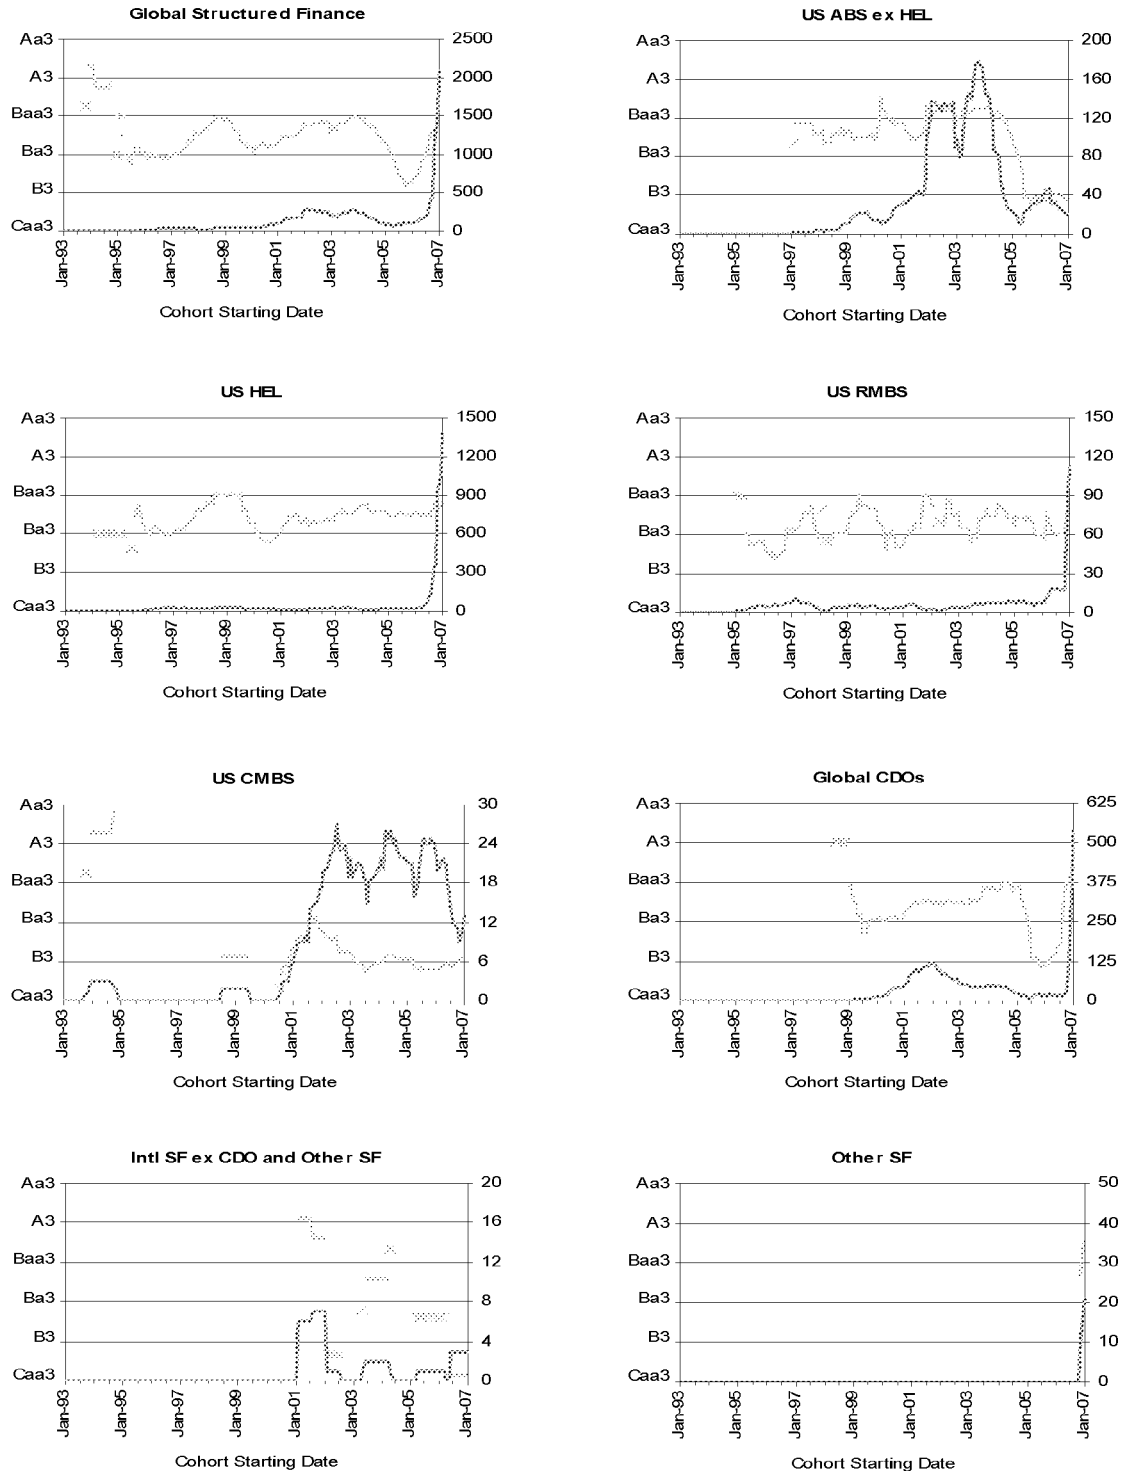 Global Structured Finance
Aa3
A3
Baa3
Ba3
B3
Caa3
2500
2000
1500
1000
500
0
Jan-93
Jan-95
Jan-97
Jan-99
Jan-01
Jan-03
Jan-05
Jan-07
Cohort Starting Date
US ABS ex HEL
Aa3
A3
Baa3
Ba3
B3
Caa3
200
160
120
80
40
0
Jan-93
Jan-95
Jan-97
Jan-99
Jan-01
Jan-03
Jan-05
Jan-07
Cohort Starting Date
US HEL
Aa3
A3
Baa3
Ba3
B3
Caa3
1500
1200
900
600
300
0
Jan-93
Jan-95
Jan-97
Jan-99
Jan-01
Jan-03
Jan-05
Jan-07
Cohort Starting Date
US RMBS
Aa3
A3
Baa3
Ba3
B3
Caa3
150
120
90
60
30
0
Jan-93
Jan-95
Jan-97
Jan-99
Jan-01
Jan-03
Jan-05
Jan-07
Cohort Starting Date
US CMBS
Aa3
A3
Baa3
Ba3
B3
Caa3
30
24
18
12
6
0
Jan-93
Jan-95
Jan-97
Jan-99
Jan-01
Jan-03
Jan-05
Jan-07
Cohort Starting Date
Global CDOs
Aa3
A3
Baa3
Ba3
B3
Caa3
625
500
375
250
125
0
Jan-93
Jan-95
Jan-97
Jan-99
Jan-01
Jan-03
Jan-05
Jan-07
Cohort Starting Date
Intl SF ex CDO and Other SF
Aa3
A3
Baa3
Ba3
B3
Caa3
20
16
12
8
4
0
Jan-93
Jan-95
Jan-97
Jan-99
Jan-01
Jan-03
Jan-05
Jan-07
Cohort Starting Date
Other SF
Aa3
A3
Baa3
Ba3
B3
Caa3
50
40
30
20
10
0
Jan-93
Jan-95
Jan-97
Jan-99
Jan-01
Jan-03
Jan-05
Jan-07
Cohort Starting Date